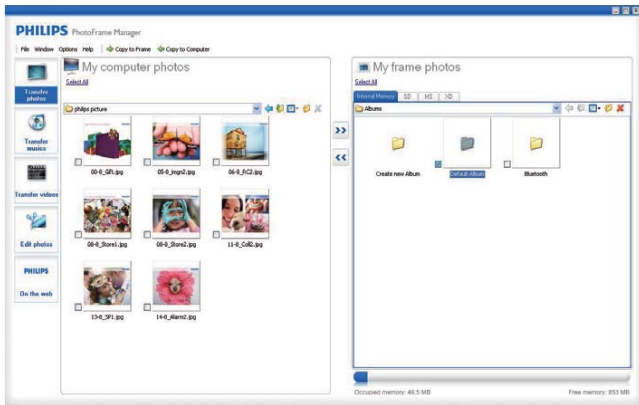 PHILIPS PhotoFrame Manager
File Window Options Help Copy to Frame Copy to Computer
Transfer photos
Transfer musics
Transfer videos
Edit photos
PHILIPS
On the web
My computer photos
Select All
philips picture
00-8_Gift.jpg 05-8_Imgn2.jpg 06-8_FiC2.jpg
08-8_Store1.jpg 08-8_Store2.jpg 11-8_Coll2.jpg
13-8_SP1.jpg 14-8_Alarm2.jpg
>>
<<
My frame photos
Select All
Internal Memory SD MS XD
Albums
Create new Album Default Album Bluetooth
Occupied memory: 46.5 MB Free memory: 853 MB